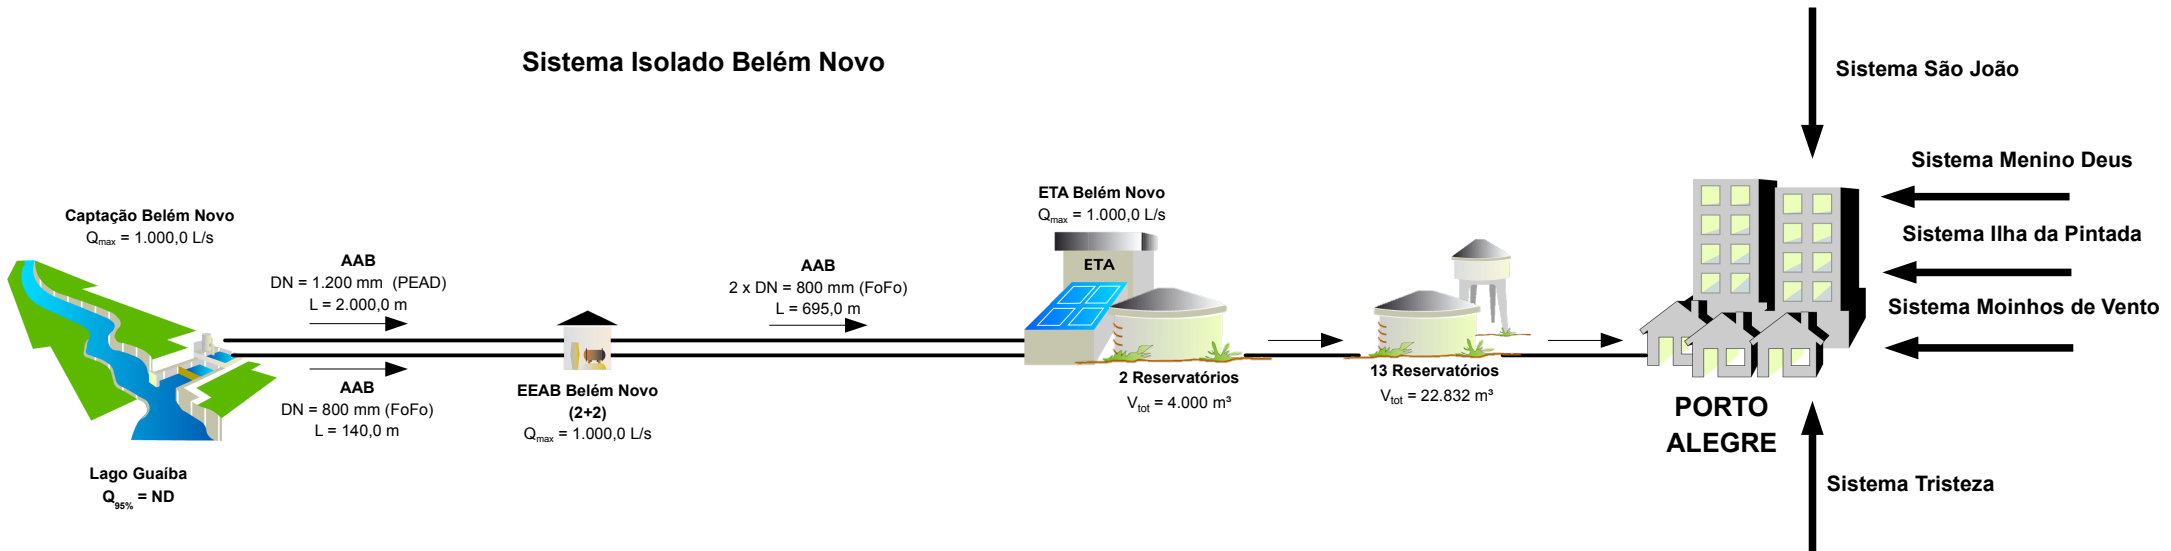 Sistema Isolado Belém Novo
Captação Belém Novo
Qmax = 1.000,0 L/s
Lago Guaíba
Q95% = ND
AAB
DN = 1.200 mm (PEAD)
L = 2.000,0 m
AAB
DN = 800 mm (FoFo)
L = 140,0 m
EEAB Belém Novo
(2+2)
Qmax = 1.000,0 L/s
AAB
2 x DN = 800 mm (FoFo)
L = 695,0 m
ETA Belém Novo
Qmax = 1.000,0 L/s
ETA
2 Reservatórios
Vtot = 4.000 m³
13 Reservatórios
Vtot = 22.832 m³
PORTO
ALEGRE
Sistema São João
Sistema Menino Deus
Sistema Ilha da Pintada
Sistema Moinhos de Vento
Sistema Tristeza